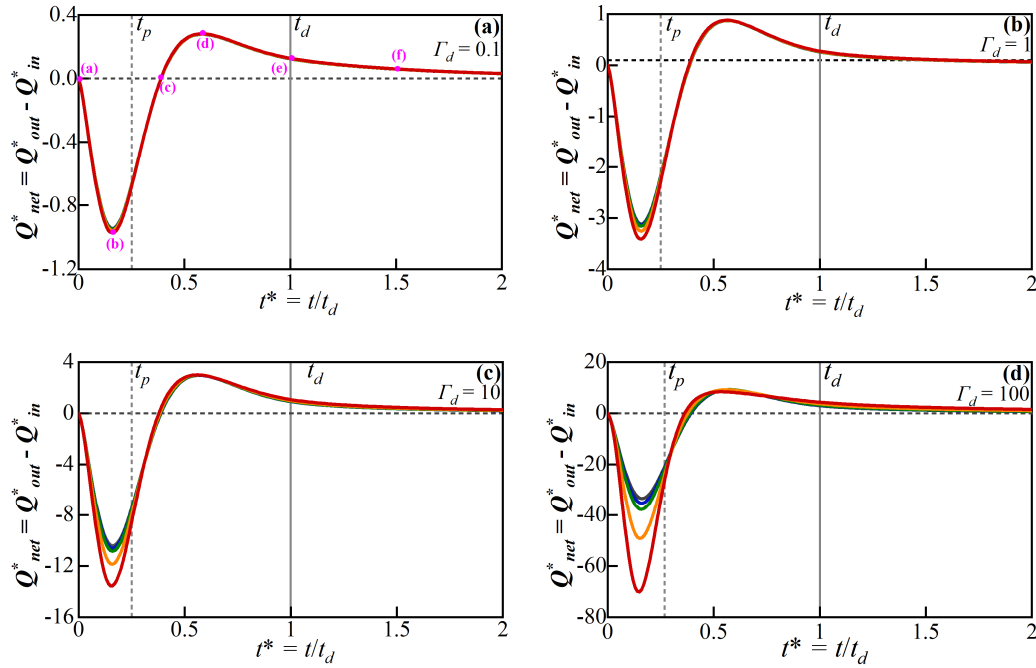 (a)
t_p
t_d
Γ_d = 0.1
0.4
0.0
-0.4
-0.8
-1.2
(a)
(b)
(c)
(d)
(e)
(f)
0
0.5
1
1.5
2
Q*_net = Q*_out - Q*_in
t* = t/t_d
(b)
t_p
t_d
Γ_d = 1
1
0
-1
-2
-3
-4
0
0.5
1
1.5
2
Q*_net = Q*_out - Q*_in
t* = t/t_d
(c)
t_p
t_d
Γ_d = 10
4
0
-4
-8
-12
-16
0
0.5
1
1.5
2
Q*_net = Q*_out - Q*_in
t* = t/t_d
(d)
t_p
t_d
Γ_d = 100
20
0
-20
-40
-60
-80
0
0.5
1
1.5
2
Q*_net = Q*_out - Q*_in
t* = t/t_d